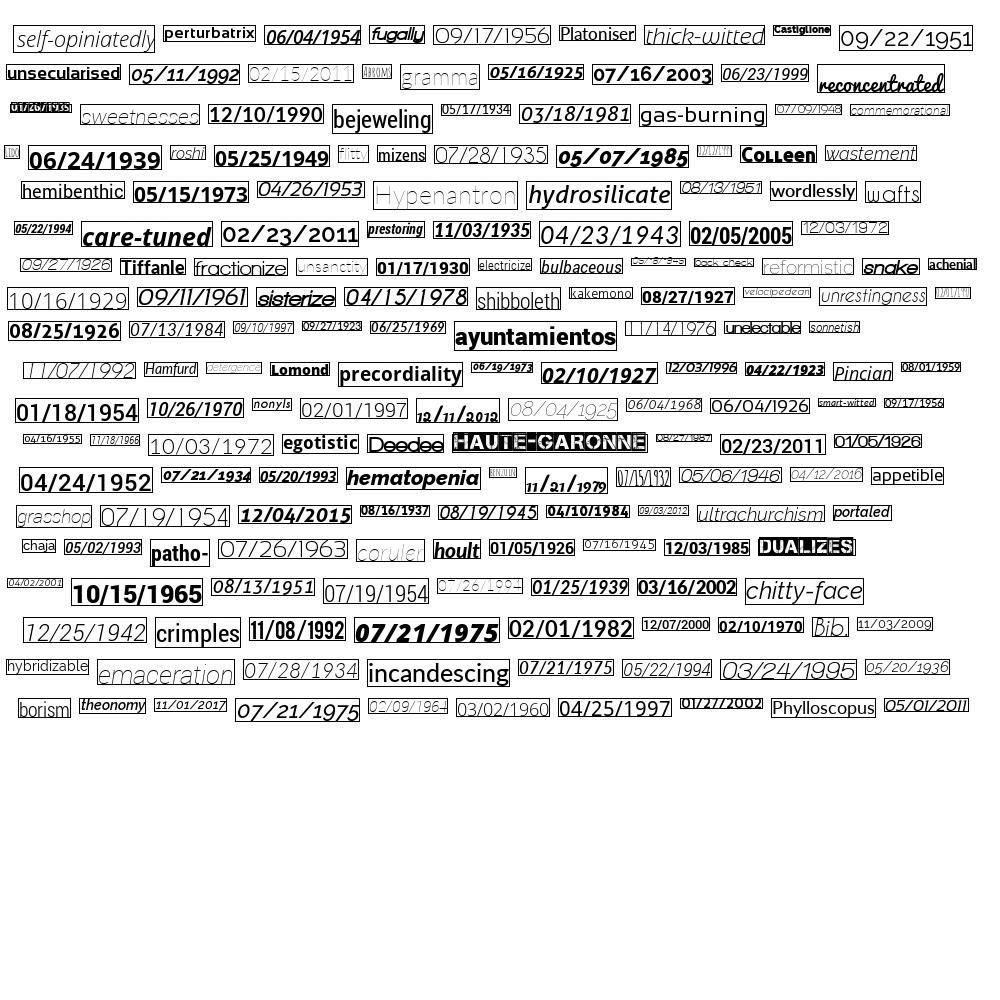 self-opiniatedly perturbatrix 06/04/1954 fugally 09/17/1956 Platoniser thick-witted Castiglione 09/22/1951
unsecularised 05/11/1992 02/15/2011 Abroms gramma 05/16/1925 07/16/2003 06/23/1999 reconcentrated
01/26/1935 sweetnesses 12/10/1990 bejeweling 05/17/1934 03/18/1981 gas-burning 07/09/1948 commemorational
06/24/1939 roshi 05/25/1949 flitty mizens 07/28/1935 05/07/1985 Colleen wastement
hemibenthic 05/15/1973 04/26/1953 Hypenantron hydrosilicate 08/13/1951 wordlessly wafts
05/22/1994 care-tuned 02/23/2011 prestoring 11/03/1935 04/23/1943 02/05/2005 12/03/1972
09/27/1926 Tiffanle fractionize unsanctity 01/17/1930 electricize bulbaceous back check reformistic snake achenial
10/16/1929 09/11/1961 sisterize 04/15/1978 shibboleth kakemono 08/27/1927 velocipedean unrestingness
08/25/1926 07/13/1984 09/10/1997 09/27/1923 06/25/1969 ayuntamientos 11/14/1976 unelectable sonnetish
11/07/1992 Hamfurd detergence Lomond precordiality 06/19/1973 02/10/1927 12/03/1996 04/22/1923 Pincian 08/01/1959
01/18/1954 10/26/1970 nonyls 02/01/1997 12/11/2012 08/04/1925 06/04/1968 06/04/1926 smart-witted 09/17/1956
04/16/1955 11/18/1966 10/03/1972 egotistic Deedee HAUTE-GARONNE 08/27/1987 02/23/2011 01/05/1926
04/24/1952 07/21/1934 05/20/1993 hematopenia 11/21/1979 07/15/1932 05/06/1946 04/12/2016 appetible
grasshop 07/19/1954 12/04/2015 08/16/1937 08/19/1945 04/10/1984 09/03/2012 ultrachurchism portaled
chaja 05/02/1993 patho- 07/26/1963 coruler hoult 01/05/1926 07/16/1945 12/03/1985 DUALIZES
04/02/2001 10/15/1965 08/13/1951 07/19/1954 07/26/1994 01/25/1939 03/16/2002 chitty-face
12/25/1942 crimples 11/08/1992 07/21/1975 02/01/1982 12/07/2000 02/10/1970 Bib. 11/03/2009
hybridizable emaceration 07/28/1934 incandescing 07/21/1975 05/22/1994 03/24/1995 05/20/1936
borism theonomy 11/01/2017 07/21/1975 02/09/1964 03/02/1960 04/25/1997 01/27/2002 Phylloscopus 05/01/2011